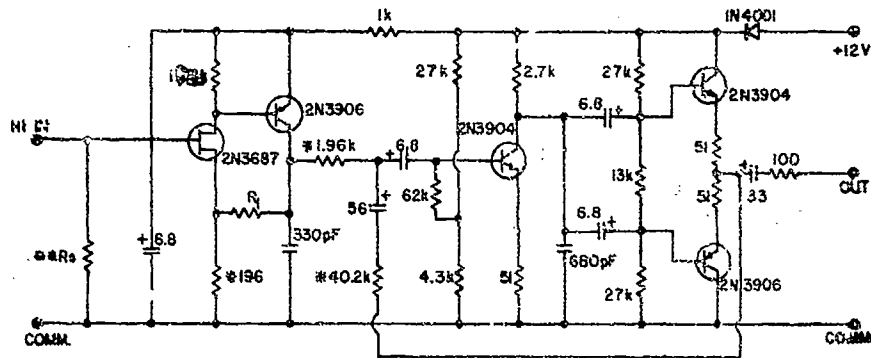 1k
1N4001
+12V
27k
2.7k
27k
2N3906
6.8
2N3904
HI IN
2N3904
*1.96k
6.8
2N3687
51
100
13k
OUT
R1
62k
51
33
56
6.8
330pF
+6.8
680pF
**Rs
2N3906
*196
*40.2k
4.3k
51
27k
COMM.
COMM.